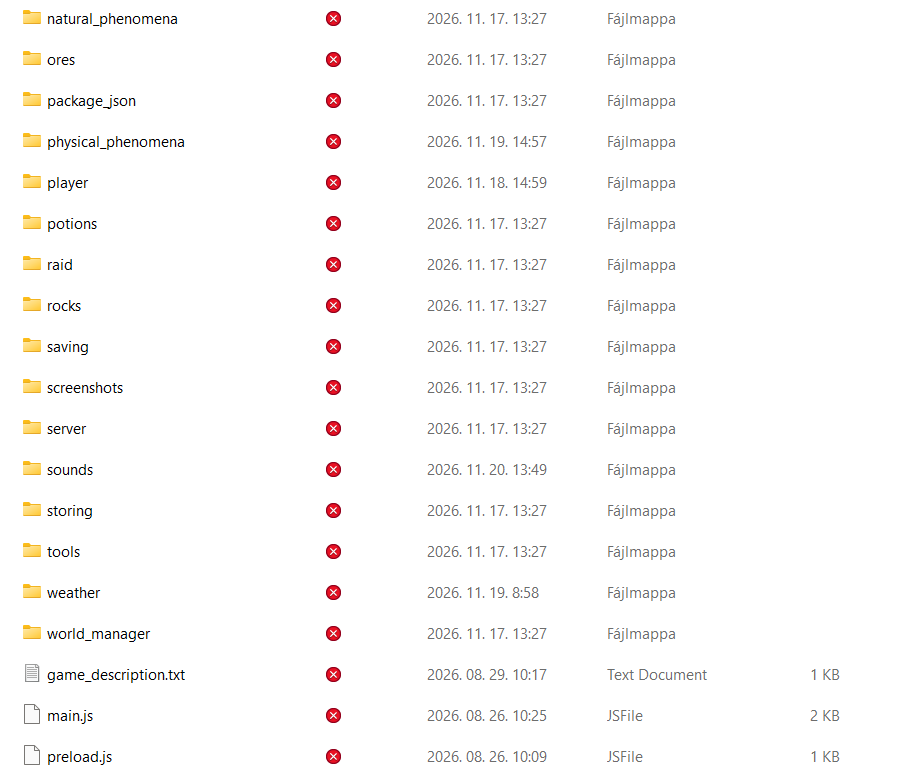 natural_phenomena 2026. 11. 17. 13:27 Fájlmappa
ores 2026. 11. 17. 13:27 Fájlmappa
package_json 2026. 11. 17. 13:27 Fájlmappa
physical_phenomena 2026. 11. 19. 14:57 Fájlmappa
player 2026. 11. 18. 14:59 Fájlmappa
potions 2026. 11. 17. 13:27 Fájlmappa
raid 2026. 11. 17. 13:27 Fájlmappa
rocks 2026. 11. 17. 13:27 Fájlmappa
saving 2026. 11. 17. 13:27 Fájlmappa
screenshots 2026. 11. 17. 13:27 Fájlmappa
server 2026. 11. 17. 13:27 Fájlmappa
sounds 2026. 11. 20. 13:49 Fájlmappa
storing 2026. 11. 17. 13:27 Fájlmappa
tools 2026. 11. 17. 13:27 Fájlmappa
weather 2026. 11. 19. 8:58 Fájlmappa
world_manager 2026. 11. 17. 13:27 Fájlmappa
game_description.txt 2026. 08. 29. 10:17 Text Document 1 KB
main.js 2026. 08. 26. 10:25 JSFile 2 KB
preload.js 2026. 08. 26. 10:09 JSFile 1 KB